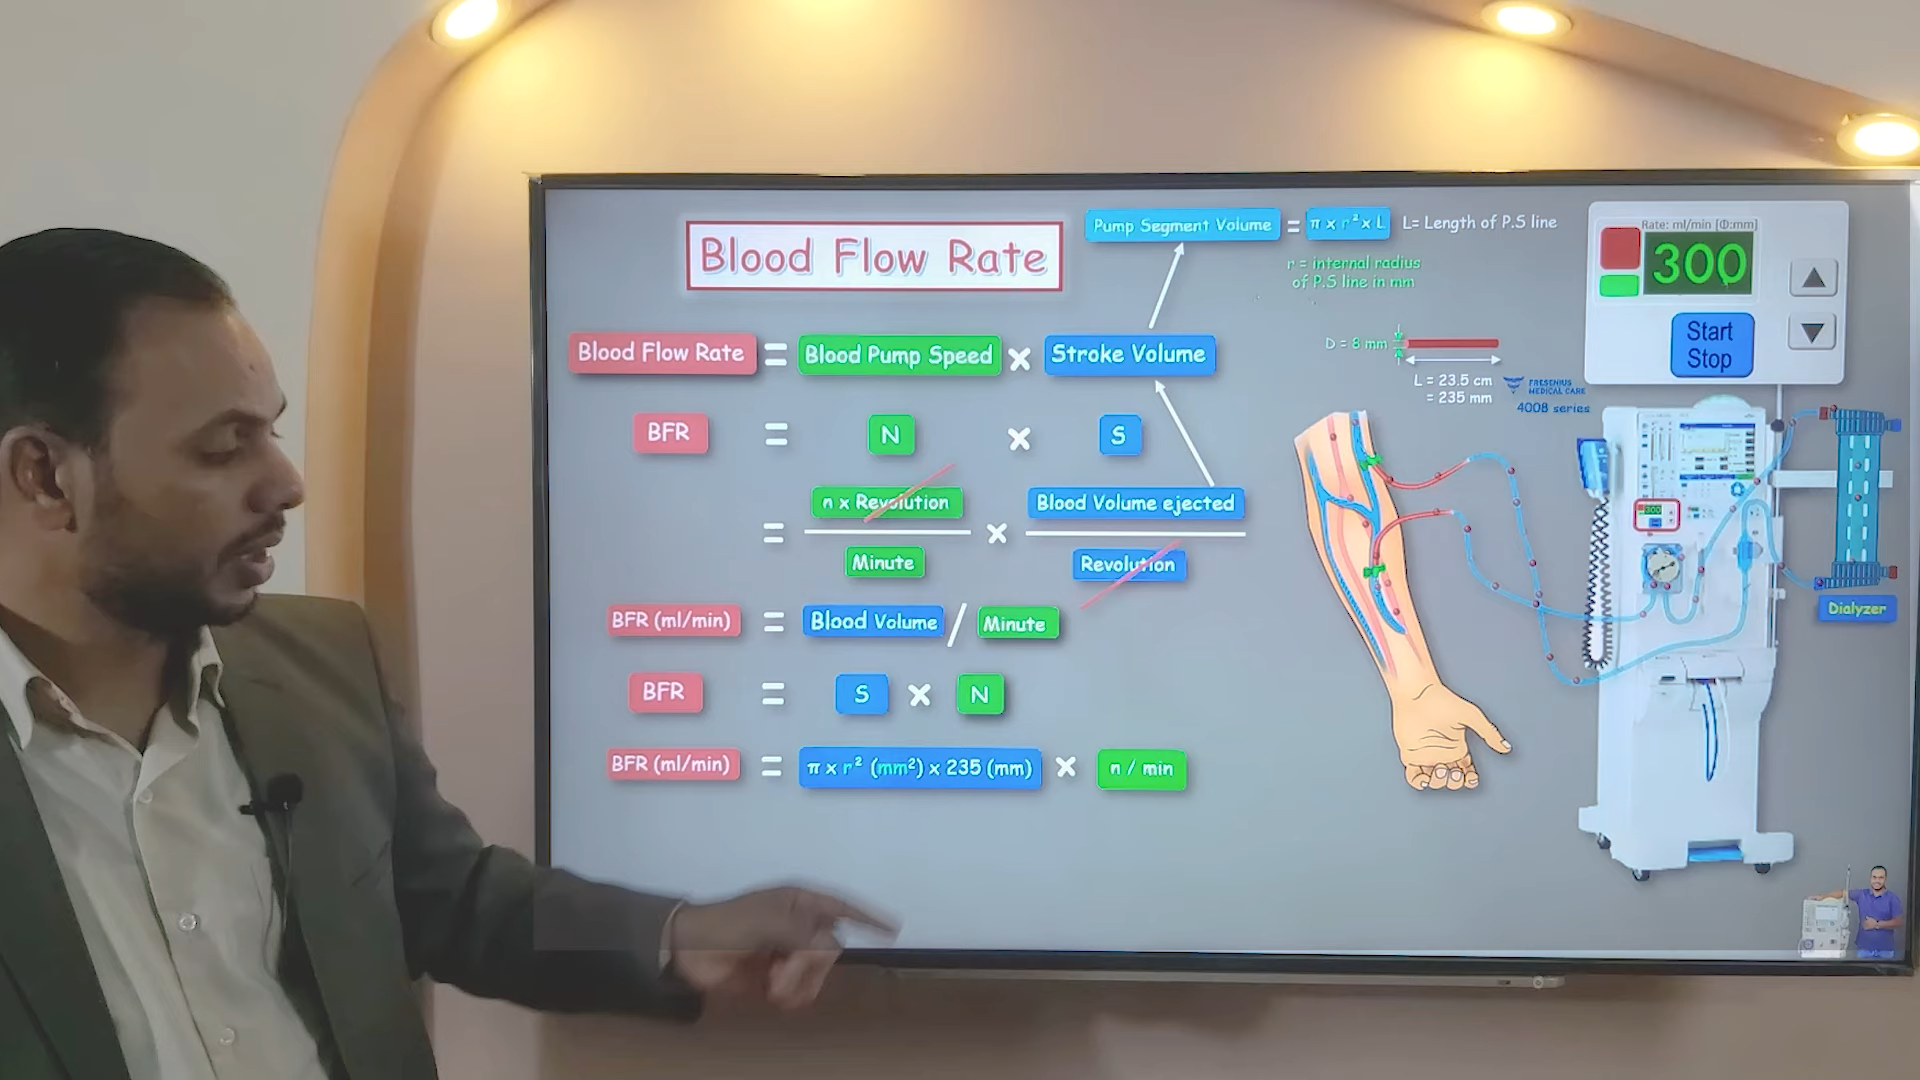 Blood Flow Rate
Pump Segment Volume = π x r² x L L= Length of P.S line
r = internal radius
of P.S line in mm
Rate: ml/min [Φ:mm]
300
Start
Stop
Blood Flow Rate = Blood Pump Speed × Stroke Volume
D = 8 mm
L = 23.5 cm
= 235 mm
FRESENIUS
MEDICAL CARE
4008 series
BFR = N × S
= n x Revolution / Minute × Blood Volume ejected / Revolution
BFR (ml/min) = Blood Volume / Minute
BFR = S × N
BFR (ml/min) = π x r² (mm²) x 235 (mm) × n / min
300
Dialyzer